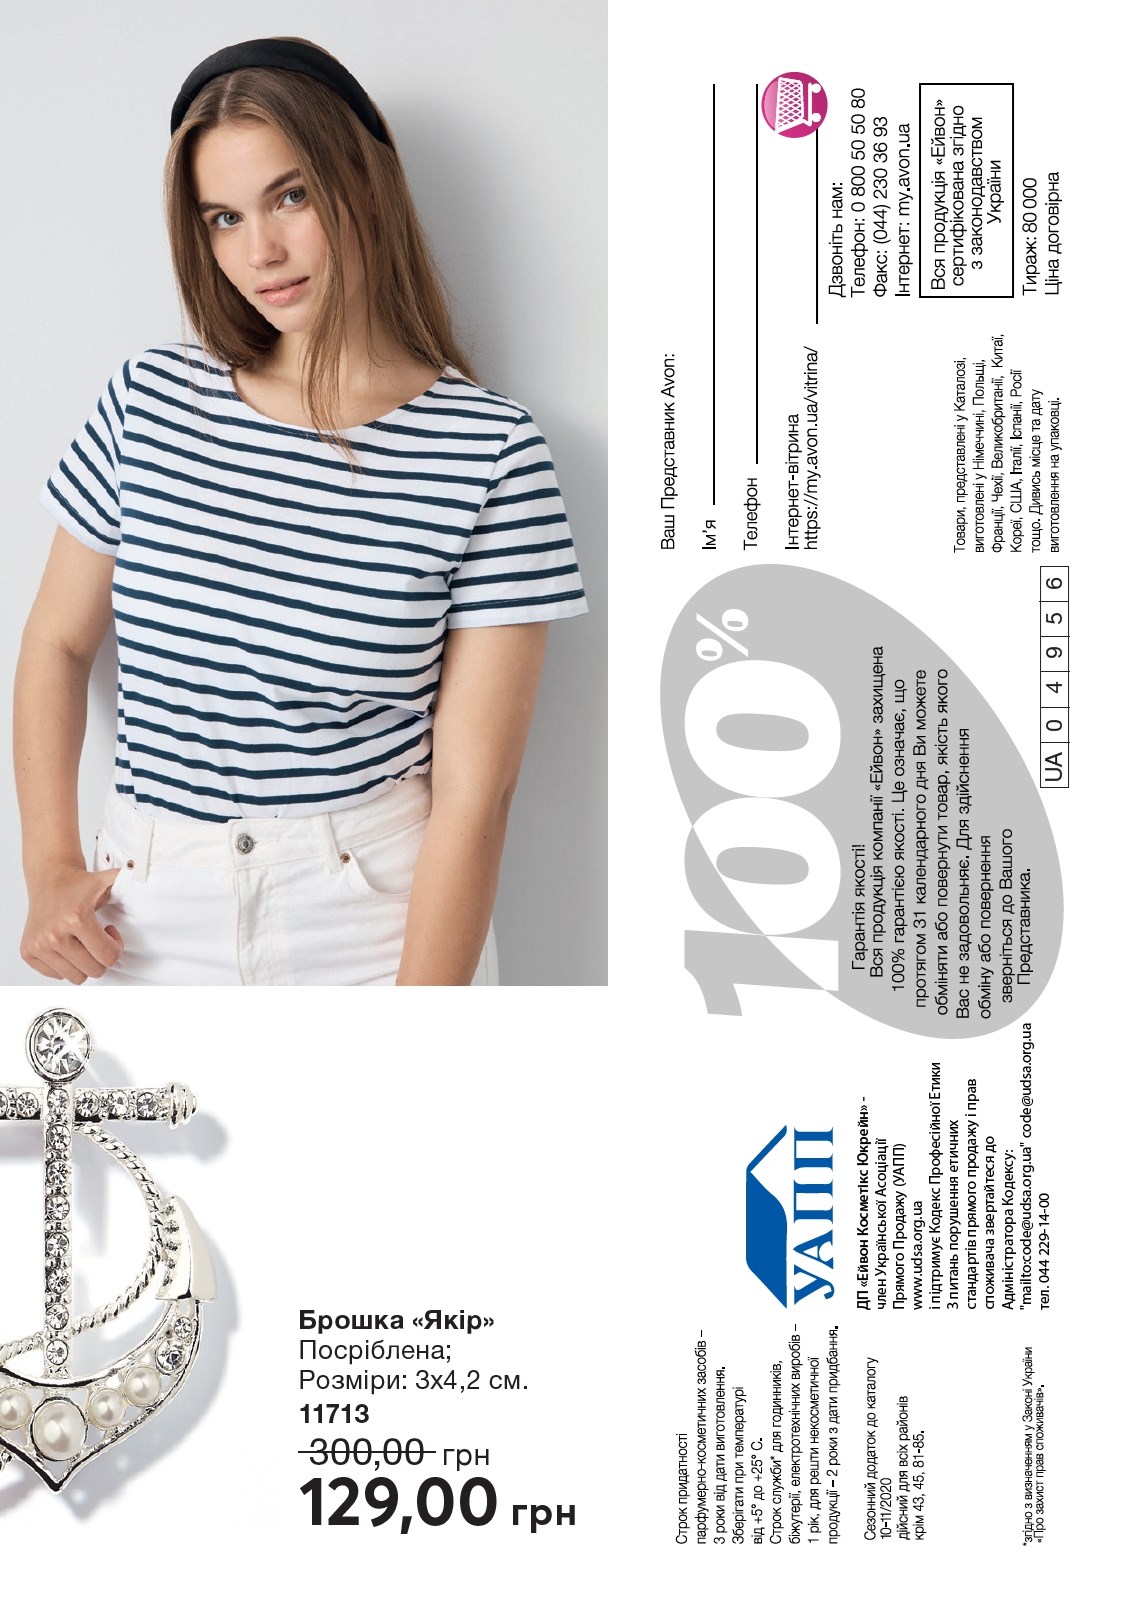 Брошка «Якір»
Посріблена;
Розміри: 3х4,2 см.
11713
300,00 грн
129,00 грн
Ваш Представник Avon:
Ім'я
Телефон
Інтернет-вітрина
https://my.avon.ua/vitrina/
Дзвоніть нам:
Телефон: 0 800 50 50 80
Факс: (044) 230 36 93
Інтернет: my.avon.ua
Вся продукція «Ейвон»
сертифікована згідно
з законодавством
України
Тираж: 80 000
Ціна договірна
Товари, представлені у Каталозі,
виготовлені у Німеччині, Польщі,
Франції, Чехії, Великобританії, Китаї,
Кореї, США, Італії, Іспанії, Росії
тощо. Дивись місце та дату
виготовлення на упаковці.
100%
Гарантія якості!
Вся продукція компанії «Ейвон» захищена
100% гарантією якості. Це означає, що
протягом 31 календарного дня Ви можете
обміняти або повернути товар, якість якого
Вас не задовольняє. Для здійснення
обміну або повернення
зверніться до Вашого
Представника.
UA 0 4 9 5 6
УАПП
ДП «Ейвон Косметікс Юкрейн» -
член Української Асоціації
Прямого Продажу (УАПП)
www.udsa.org.ua
і підтримує Кодекс Професійної Етики
З питань порушення етичних
стандартів прямого продажу і прав
споживача звертайтеся до
Адміністратора Кодексу:
"mailto:code@udsa.org.ua" code@udsa.org.ua
тел. 044 229-14-00
Строк придатності
парфумерно-косметичних засобів –
3 роки від дати виготовлення.
Зберігати при температурі
від +5° до +25° С.
Строк служби* для годинників,
біжутерії, електротехнічних виробів –
1 рік, для решти некосметичної
продукції – 2 роки з дати придбання.
Сезонний додаток до каталогу
10-11/2020
дійсний для всіх районів
крім 43, 45, 81-85.
*згідно з визначенням у Законі України
«Про захист прав споживачів».